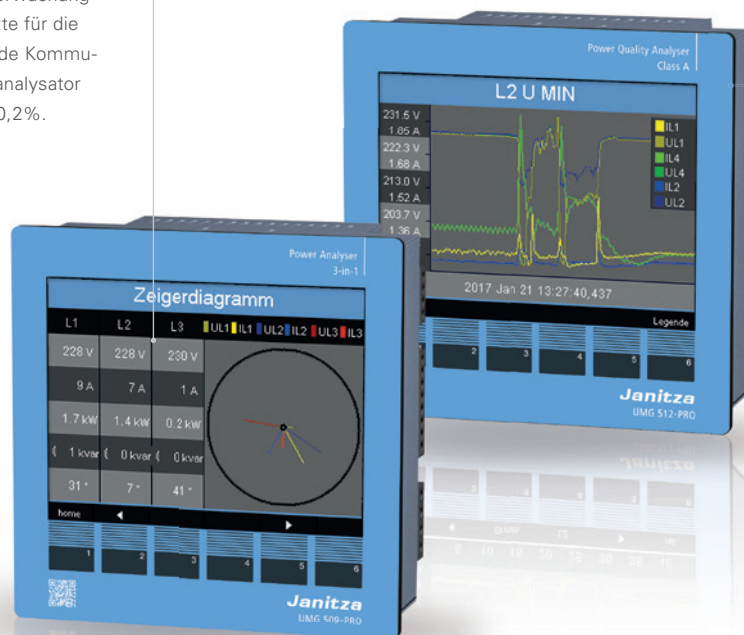 te für die
de Kommu-
analysator
0,2%.
Power Quality Analyser
Class A
L2 U MIN
231.5 V
1.85 A
222.3 V
1.68 A
213.0 V
1.52 A
203.7 V
1.36 A
IL1
UL1
IL4
UL4
IL2
UL2
2017 Jan 21 13:27:40,437
Legende
2
3
4
5
6
Janitza
UMG 512-PRO
Power Analyser
3-in-1
Zeigerdiagramm
L1 L2 L3 UL1 IL1 UL2 IL2 UL3 IL3
228 V 228 V 230 V
9 A 7 A 1 A
1.7 kW 1.4 kW 0.2 kW
( 1 kvar ( 0 kvar ( 0 kvar
31 ° 7 ° 41 °
home
1
2
3
4
5
6
Janitza
UMG 509-PRO